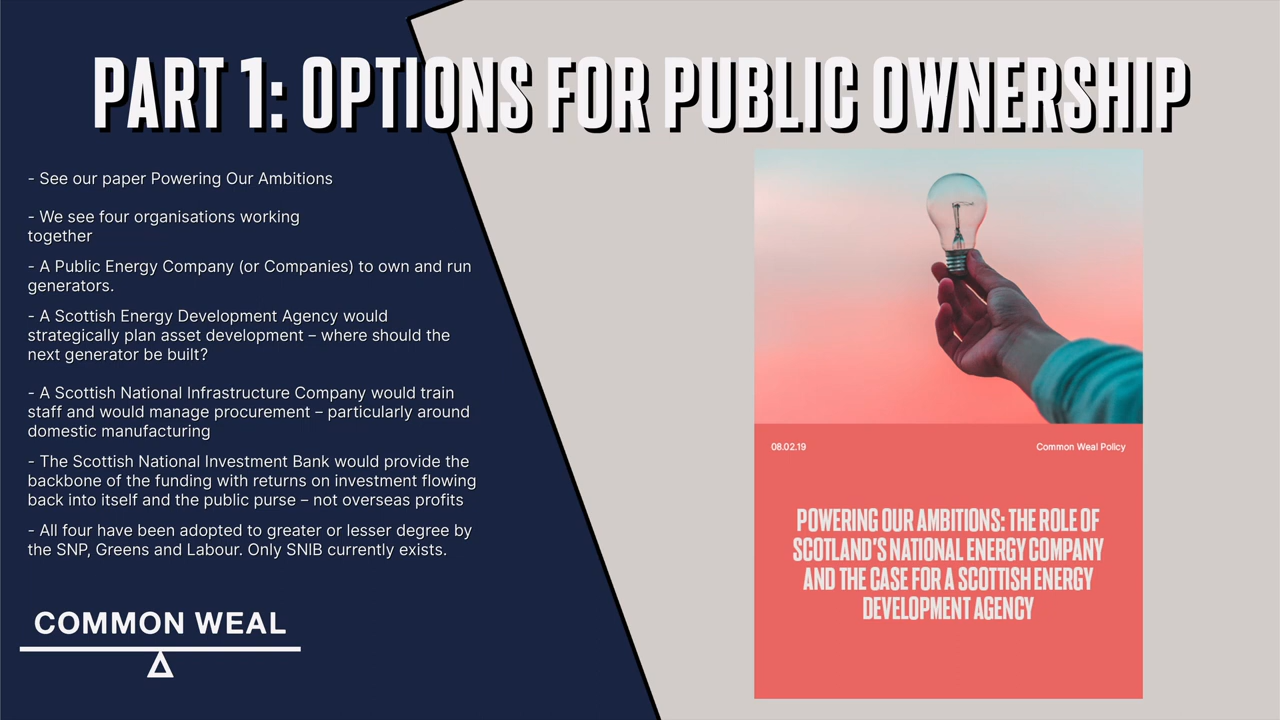 PART 1: OPTIONS FOR PUBLIC OWNERSHIP
- See our paper Powering Our Ambitions
- We see four organisations working
together
- A Public Energy Company (or Companies) to own and run
generators.
- A Scottish Energy Development Agency would
strategically plan asset development – where should the
next generator be built?
- A Scottish National Infrastructure Company would train
staff and would manage procurement – particularly around
domestic manufacturing
- The Scottish National Investment Bank would provide the
backbone of the funding with returns on investment flowing
back into itself and the public purse – not overseas profits
- All four have been adopted to greater or lesser degree by
the SNP, Greens and Labour. Only SNIB currently exists.
COMMON WEAL
08.02.19 Common Weal Policy
POWERING OUR AMBITIONS: THE ROLE OF
SCOTLAND'S NATIONAL ENERGY COMPANY
AND THE CASE FOR A SCOTTISH ENERGY
DEVELOPMENT AGENCY